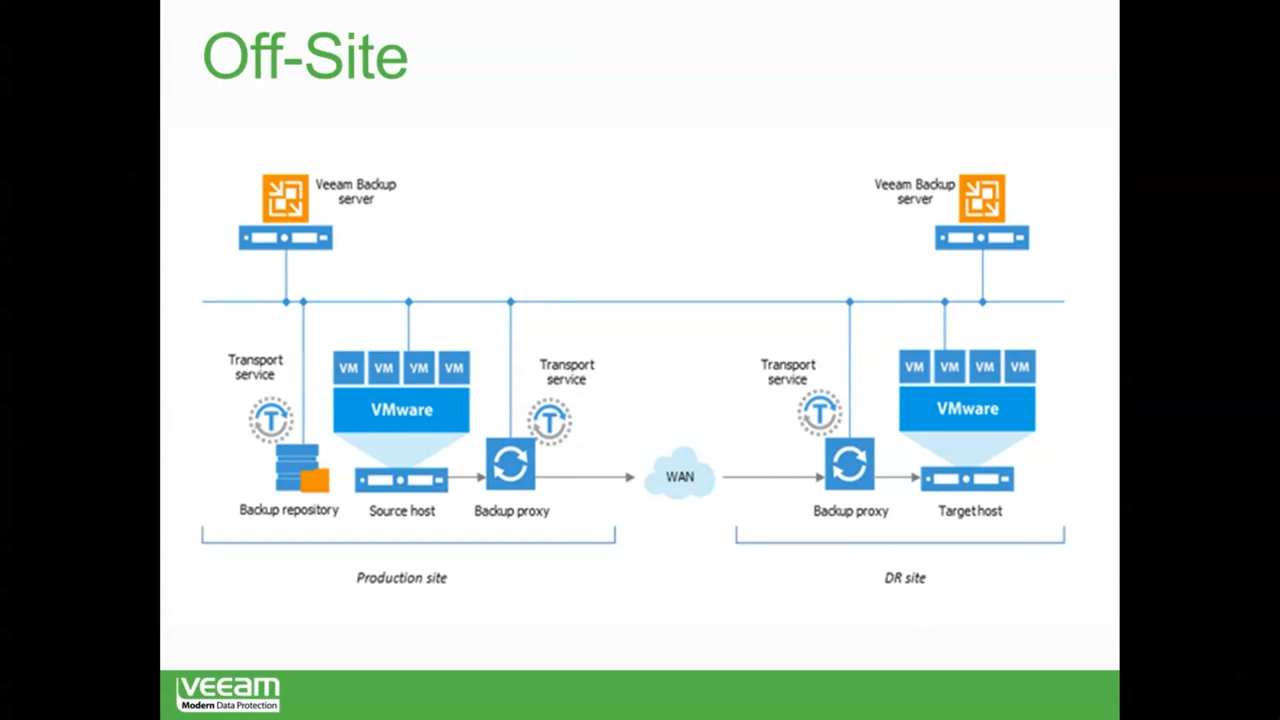 Off-Site
Veeam Backup
server
Veeam Backup
server
Transport
service
T
VM VM VM VM
VMware
Transport
service
T
Transport
service
T
VM VM VM VM
VMware
WAN
Backup repository
Source host
Backup proxy
Backup proxy
Target host
Production site
DR site
veeam
Modern Data Protection